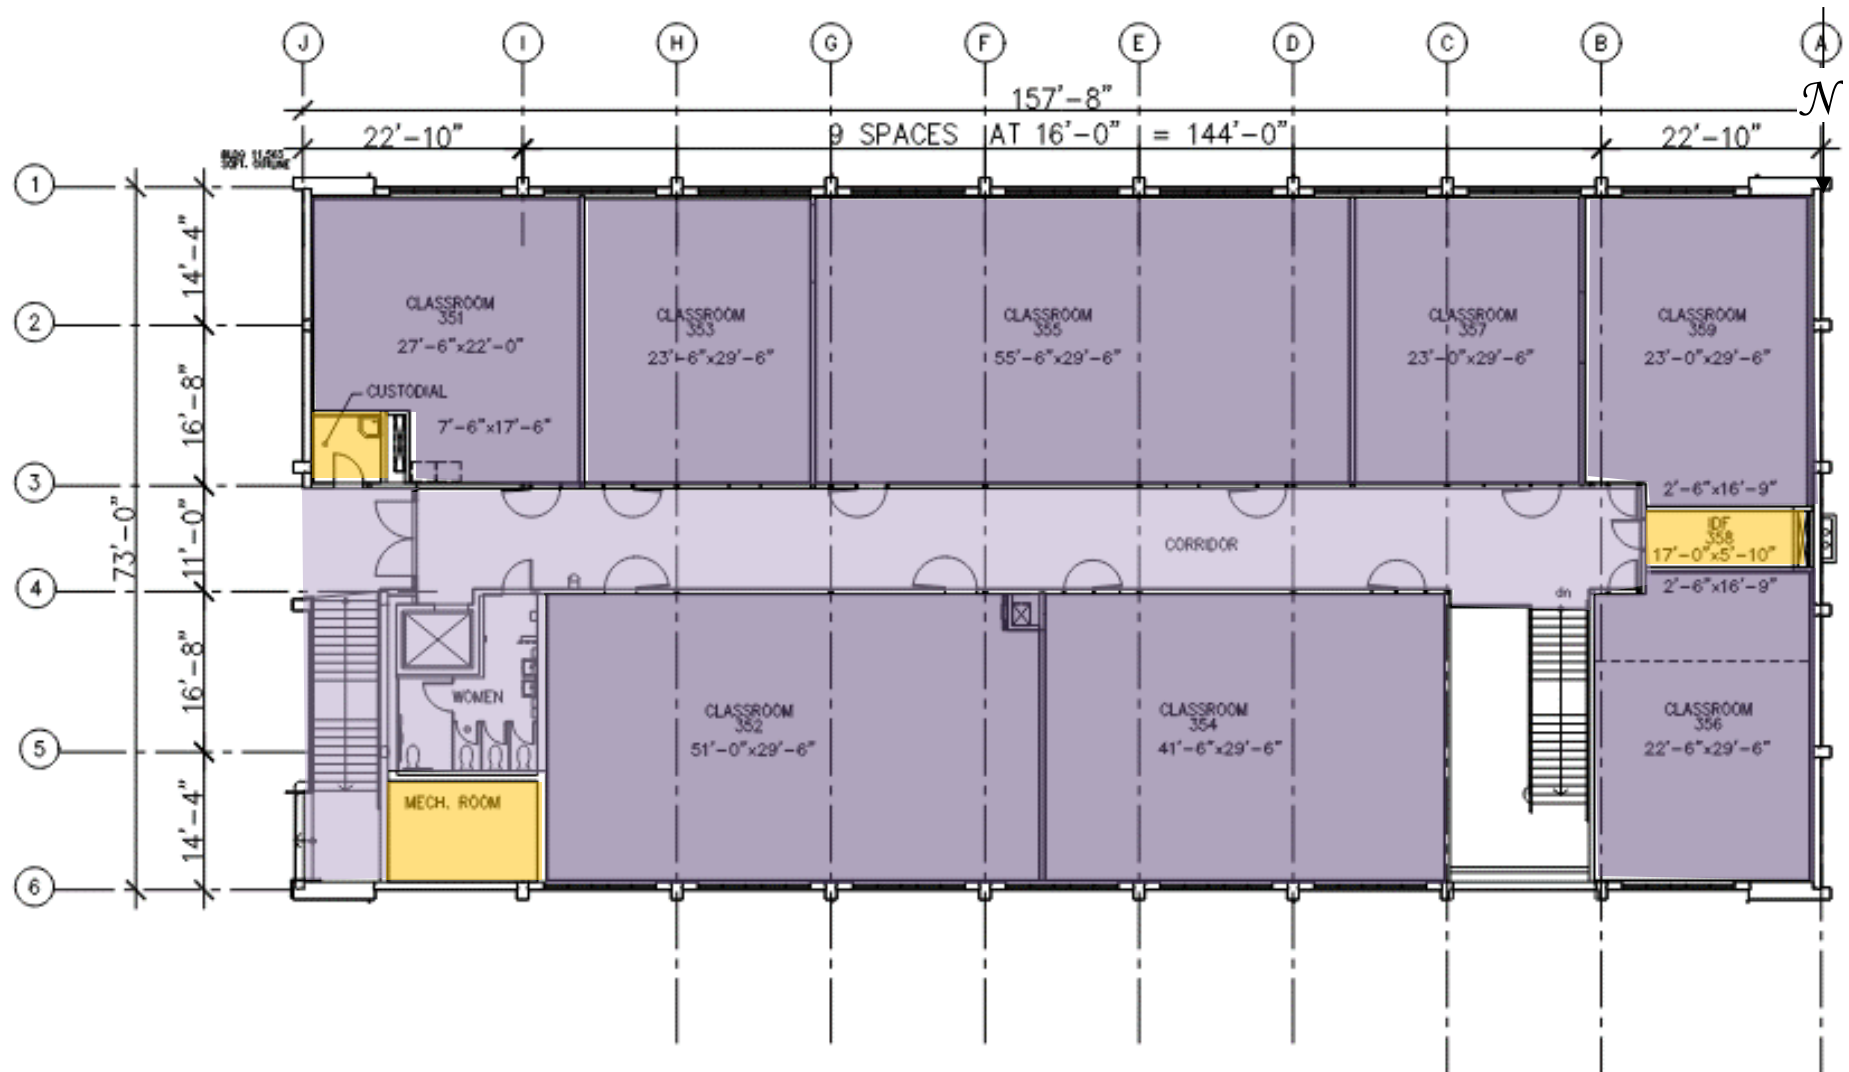 J I H G F E D C B A
157'-8"
N
22'-10" 9 SPACES AT 16'-0" = 144'-0" 22'-10"
BLDG
SQFT. OUTLINE
1
14'-4"
2
16'-8"
3
73'-0"
11'-0"
4
16'-8"
5
14'-4"
6
CLASSROOM
351
27'-6"x22'-0"
CUSTODIAL
7'-6"x17'-6"
CLASSROOM
353
23'-6"x29'-6"
CLASSROOM
355
55'-6"x29'-6"
CLASSROOM
357
23'-0"x29'-6"
CLASSROOM
359
23'-0"x29'-6"
2'-6"x16'-9"
IDF
358
17'-0"x5'-10"
2'-6"x16'-9"
CORRIDOR
dn
WOMEN
MECH. ROOM
CLASSROOM
352
51'-0"x29'-6"
CLASSROOM
354
41'-6"x29'-6"
CLASSROOM
356
22'-6"x29'-6"